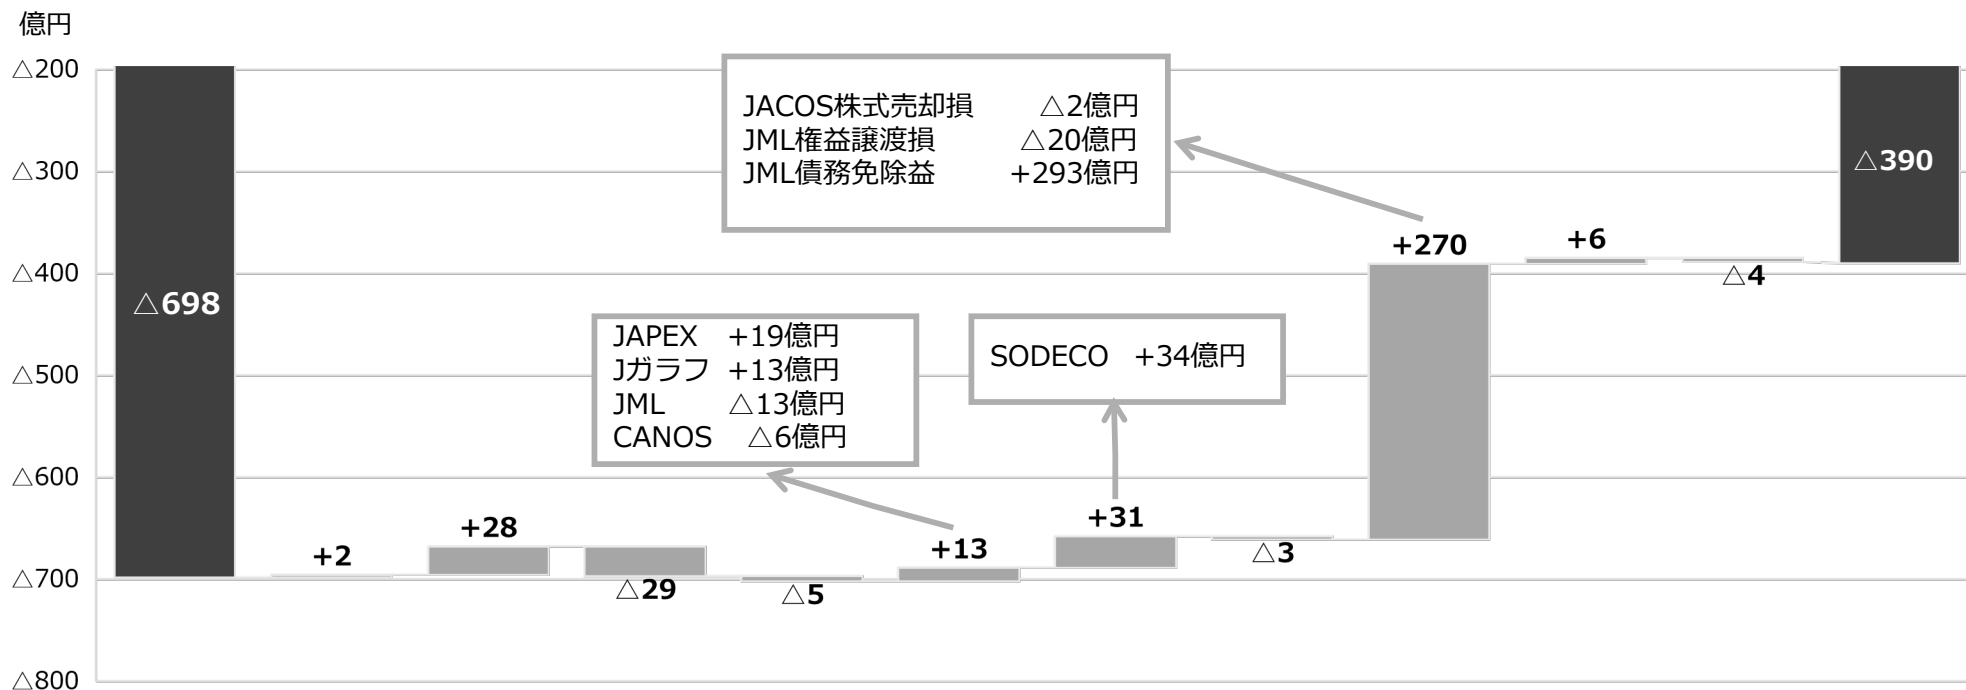 億円
△200
△300
△400
△500
△600
△700
△800
△698
+2
+28
△29
△5
+13
+31
△3
+270
+6
△4
△390
JACOS株式売却損 △2億円
JML権益譲渡損 △20億円
JML債務免除益 +293億円
JAPEX +19億円
Jガラフ +13億円
JML △13億円
CANOS △6億円
SODECO +34億円